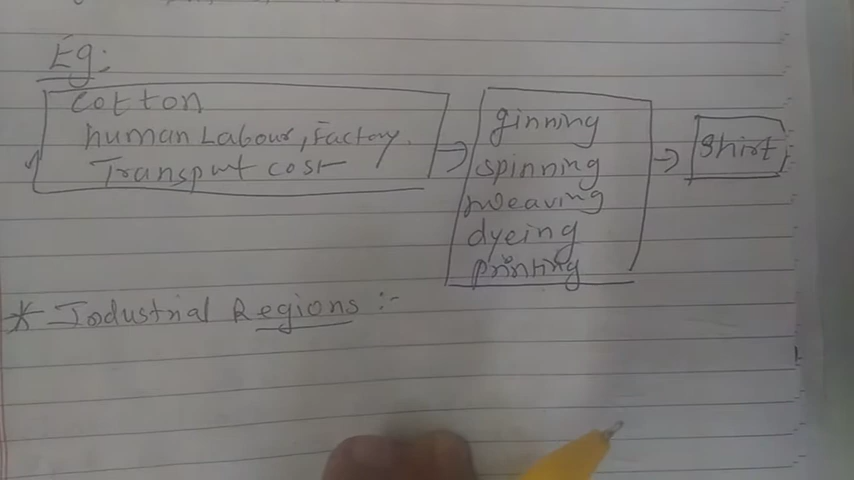 Eg:
Cotton
human Labour, Factory.
Transport cost
→
ginning
spinning
weaving
dyeing
printing
→
Shirt
* Industrial Regions :-